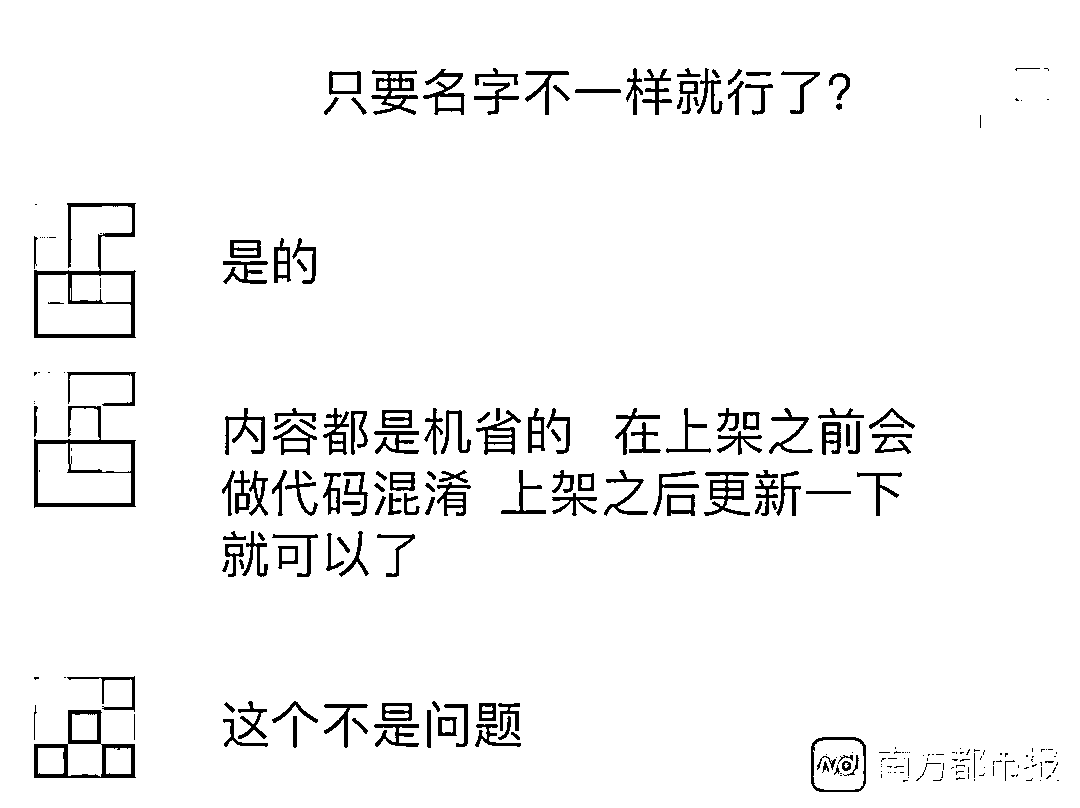 只要名字不一样就行了？
是的
内容都是机省的 在上架之前会
做代码混淆 上架之后更新一下
就可以了
这个不是问题
南方都市报